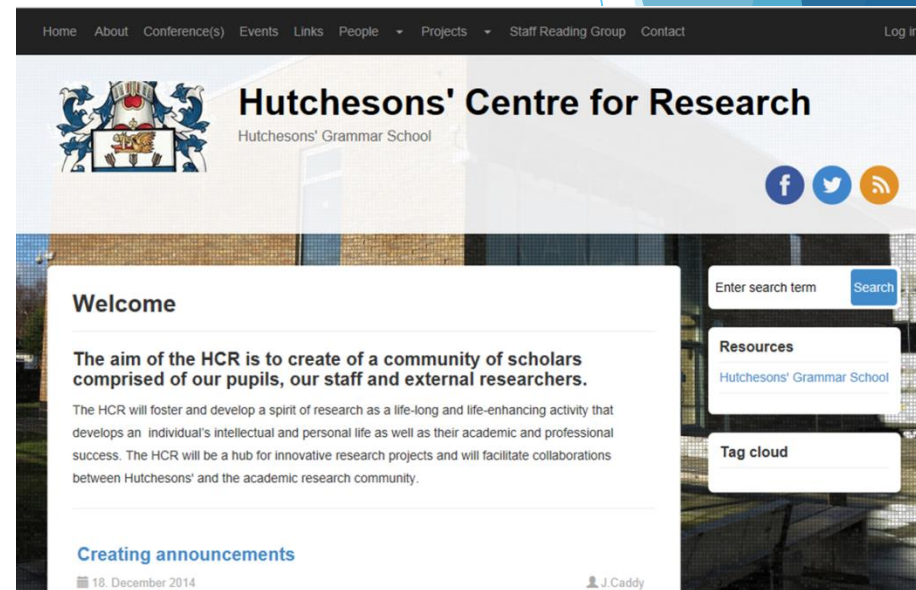 Home About Conference(s) Events Links People Projects Staff Reading Group Contact Log in
Hutchesons' Centre for Research
Hutchesons' Grammar School
Welcome
The aim of the HCR is to create of a community of scholars
comprised of our pupils, our staff and external researchers.
The HCR will foster and develop a spirit of research as a life-long and life-enhancing activity that
develops an individual's intellectual and personal life as well as their academic and professional
success. The HCR will be a hub for innovative research projects and will facilitate collaborations
between Hutchesons' and the academic research community.
Creating announcements
18. December 2014 J.Caddy
Enter search term Search
Resources
Hutchesons' Grammar School
Tag cloud